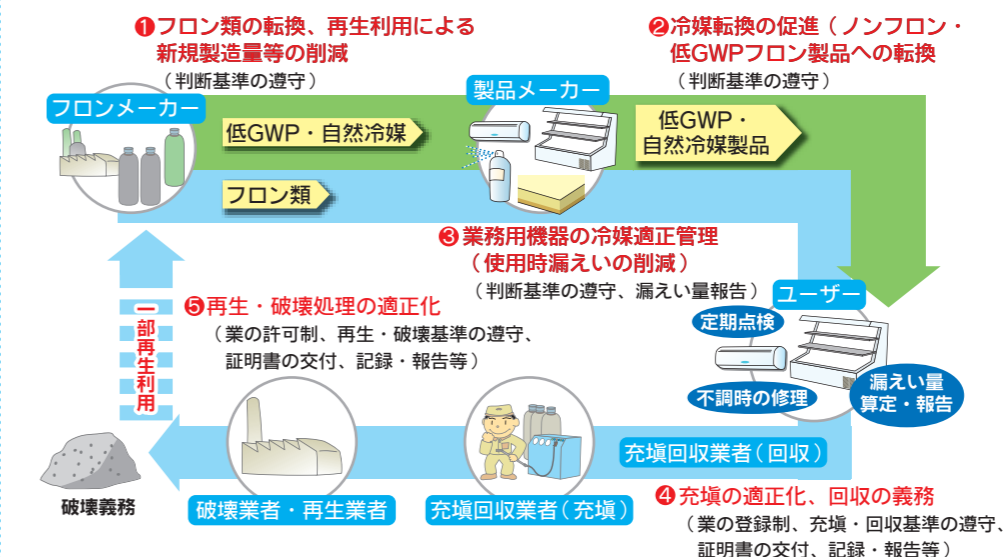 ❶フロン類の転換、再生利用による
新規製造量等の削減
（判断基準の遵守）
❷冷媒転換の促進（ノンフロン・
低GWPフロン製品への転換
（判断基準の遵守）
フロンメーカー
製品メーカー
低GWP・自然冷媒
低GWP・
自然冷媒製品
フロン類
❸業務用機器の冷媒適正管理
（使用時漏えいの削減）
（判断基準の遵守、漏えい量報告）
ユーザー
定期点検
不調時の修理
漏えい量
算定・報告
❺再生・破壊処理の適正化
（業の許可制、再生・破壊基準の遵守、
証明書の交付、記録・報告等）
一部再生利用
破壊義務
破壊業者・再生業者
充塡回収業者（充塡）
充塡回収業者（回収）
❹充塡の適正化、回収の義務
（業の登録制、充塡・回収基準の遵守、
証明書の交付、記録・報告等）